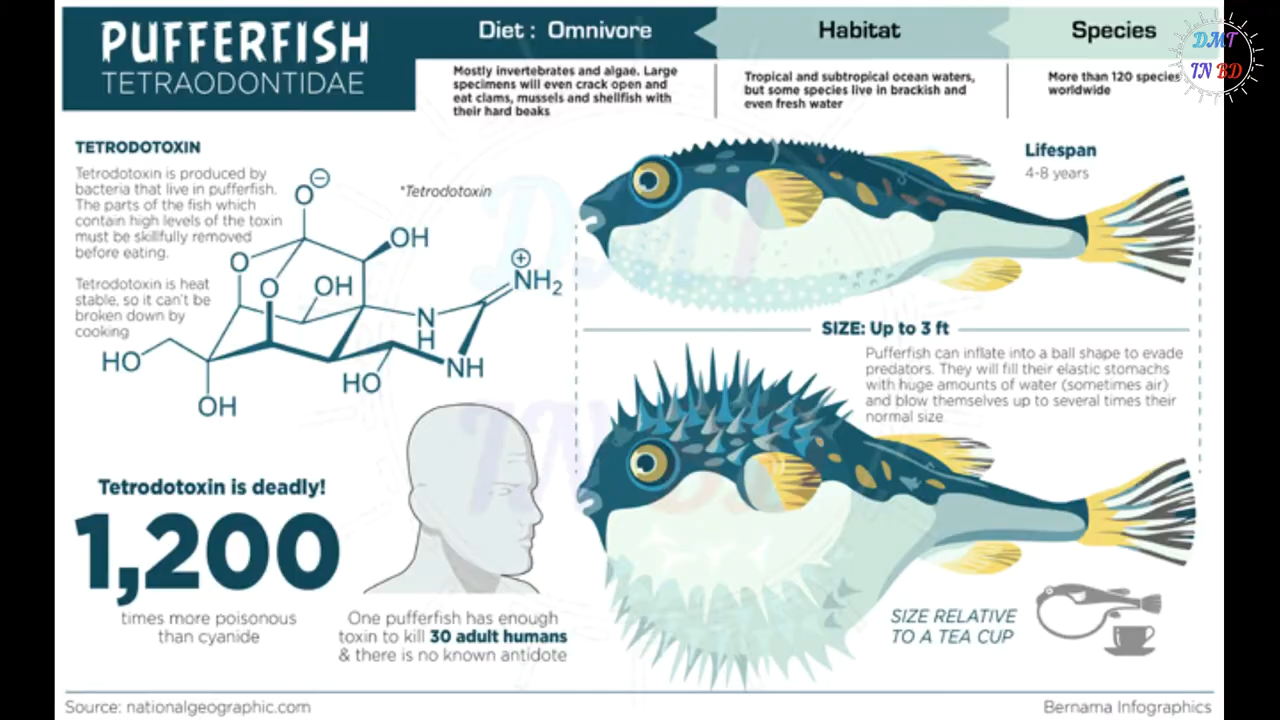 PUFFERFISH
TETRAODONTIDAE
Diet : Omnivore
Mostly invertebrates and algae. Large
specimens will even crack open and
eat clams, mussels and shellfish with
their hard beaks
Habitat
Tropical and subtropical ocean waters,
but some species live in brackish and
even fresh water
Species
More than 120 species
worldwide
DMT
TN BD
TETRODOTOXIN
Tetrodotoxin is produced by
bacteria that live in pufferfish.
The parts of the fish which
contain high levels of the toxin
must be skillfully removed
before eating.
Tetrodotoxin is heat
stable, so it can't be
broken down by
cooking
*Tetrodotoxin
O
⊖
OH
O
O
OH
⊕
NH2
N
H
NH
HO
HO
OH
Lifespan
4-8 years
SIZE: Up to 3 ft
Pufferfish can inflate into a ball shape to evade
predators. They will fill their elastic stomachs
with huge amounts of water (sometimes air)
and blow themselves up to several times their
normal size
Tetrodotoxin is deadly!
1,200
times more poisonous
than cyanide
One pufferfish has enough
toxin to kill 30 adult humans
& there is no known antidote
SIZE RELATIVE
TO A TEA CUP
DMT
TN BD
Source: nationalgeographic.com
Bernama Infographics